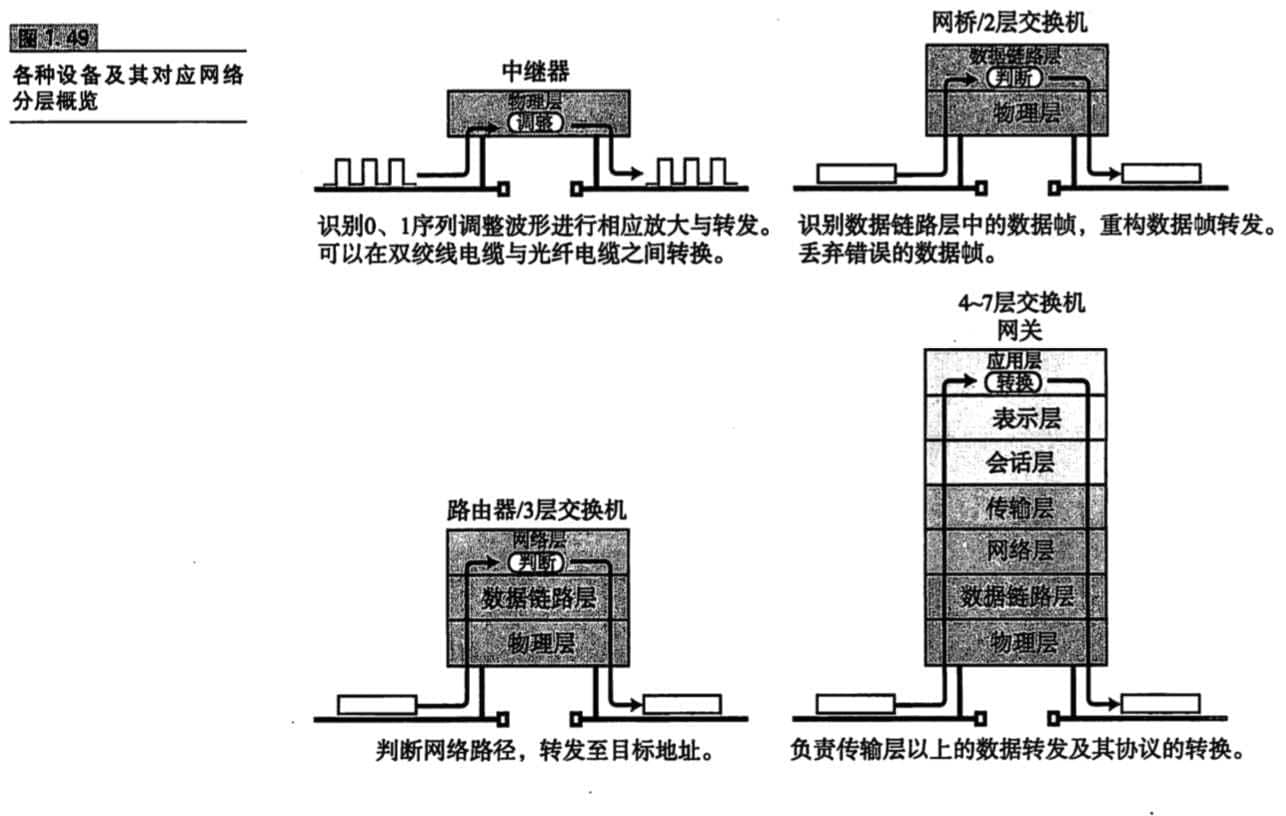 图 1.49
各种设备及其对应网络
分层概览
中继器
物理层
调整
识别0、1序列调整波形进行相应放大与转发。
可以在双绞线电缆与光纤电缆之间转换。
网桥/2层交换机
数据链路层
判断
物理层
识别数据链路层中的数据帧，重构数据帧转发。
丢弃错误的数据帧。
路由器/3层交换机
网络层
判断
数据链路层
物理层
判断网络路径，转发至目标地址。
4~7层交换机
网关
应用层
转换
表示层
会话层
传输层
网络层
数据链路层
物理层
负责传输层以上的数据转发及其协议的转换。